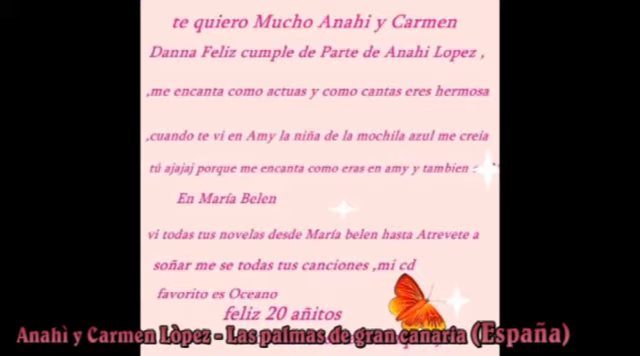 te quiero Mucho Anahi y Carmen
Danna Feliz cumple de Parte de Anahi Lopez ,
,me encanta como actuas y como cantas eres hermosa
,cuando te vi en Amy la niña de la mochila azul me creía
tú ajajaj porque me encanta como eras en amy y tambien :
En María Belen
vi todas tus novelas desde María belen hasta Atrevete a
soñar me se todas tus canciones ,mi cd
favorito es Oceano
feliz 20 añitos
Anahì y Carmen Lòpez - Las palmas de gran canaria (España)